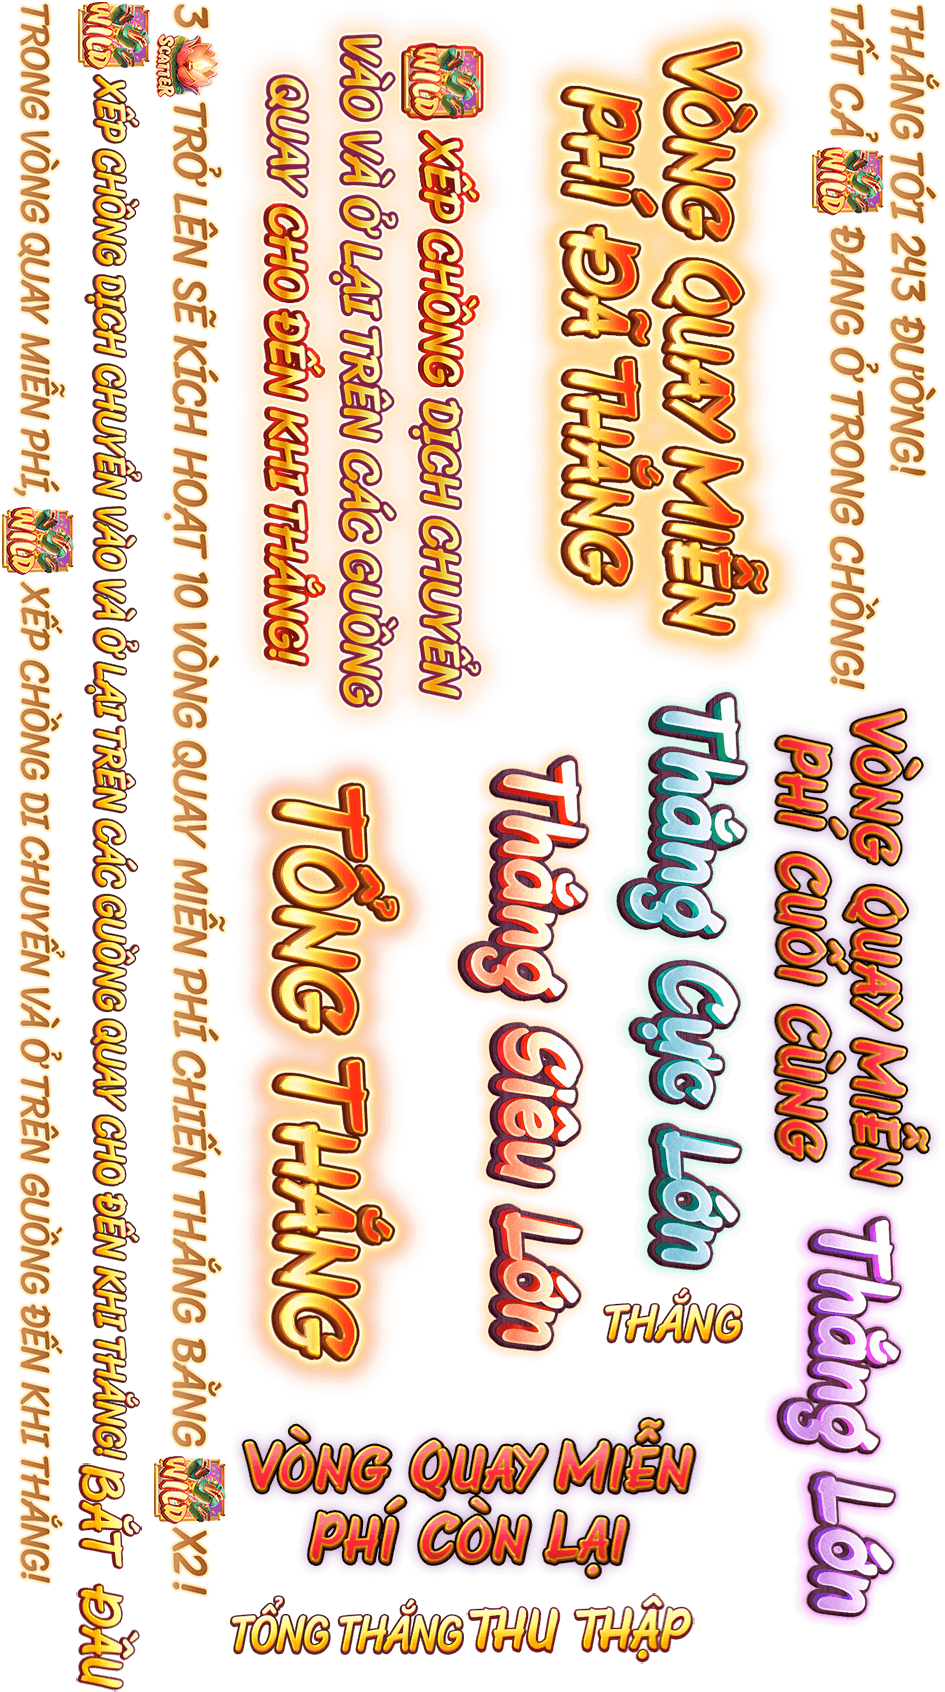 THẮNG TỚI 243 ĐƯỜNG!
TẤT CẢ WILD ĐANG Ở TRONG CHỒNG!
VÒNG QUAY MIỄN
PHÍ ĐÃ THẮNG
WILD XẾP CHỒNG DỊCH CHUYỂN
VÀO VÀ Ở LẠI TRÊN CÁC GUỒNG
QUAY CHO ĐẾN KHI THẮNG!
3 SCATTER TRỞ LÊN SẼ KÍCH HOẠT 10 VÒNG QUAY MIỄN PHÍ CHIẾN THẮNG BẰNG WILD X2!
WILD XẾP CHỒNG DỊCH CHUYỂN VÀO VÀ Ở LẠI TRÊN CÁC GUỒNG QUAY CHO ĐẾN KHI THẮNG!
BẮT ĐẦU
TRONG VÒNG QUAY MIỄN PHÍ, WILD XẾP CHỒNG DI CHUYỂN VÀ Ở TRÊN GUỒNG ĐẾN KHI THẮNG!
VÒNG QUẢY MIỄN
PHÍ CUỐI CÙNG
Thắng Cực Lớn
Thắng Siêu Lớn
TỔNG THẮNG
Thắng Lớn
THẮNG
VÒNG QUAY MIỄN
PHÍ CÒN LẠI
TỔNG THẮNG
THU THẬP